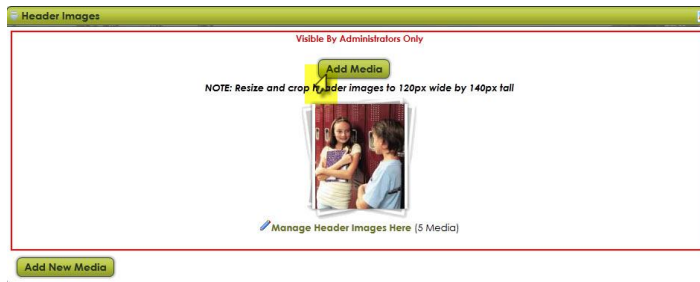 Header Images
Visible By Administrators Only
Add Media
NOTE: Resize and crop header images to 120px wide by 140px tall
Manage Header Images Here (5 Media)
Add New Media